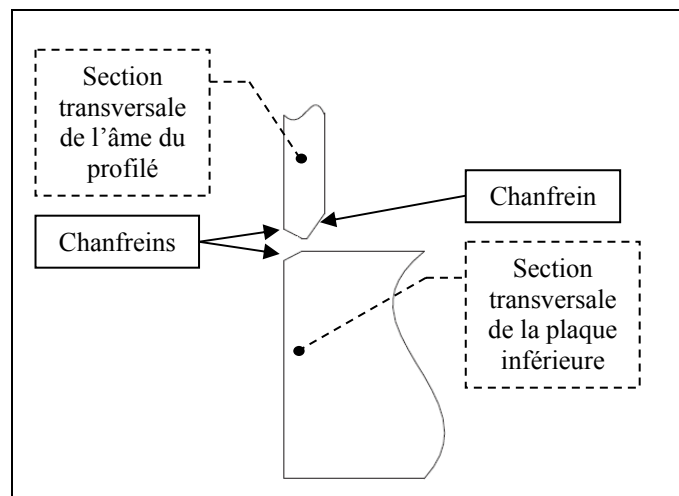 Section
transversale
de l'âme du
profilé
Chanfrein
Chanfreins
Section
transversale
de la plaque
inférieure